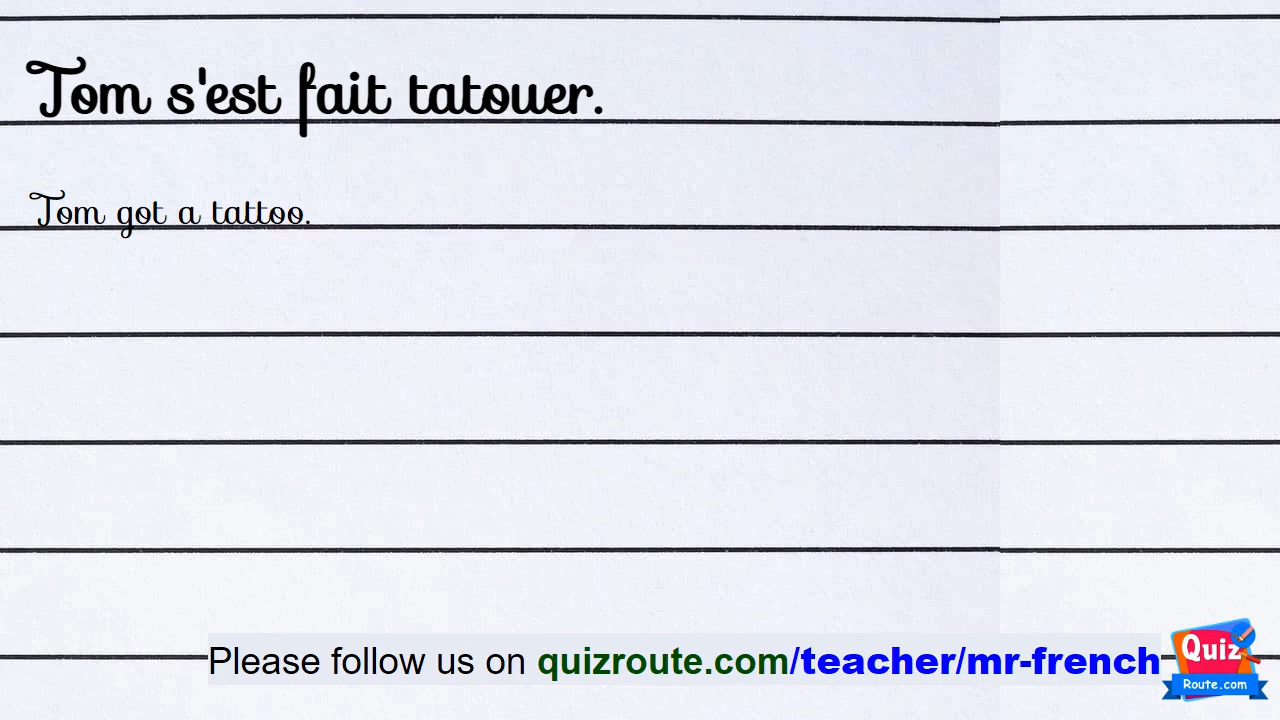 Tom s'est fait tatouer.
Tom got a tattoo.
Please follow us on quizroute.com/teacher/mr-french
Quiz
Route.com